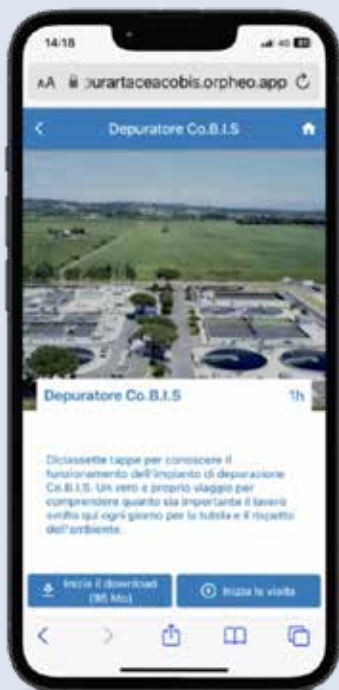 14:18
4G
AA urartaceacobis.orpheo.app
Depuratore Co.B.I.S
Depuratore Co.B.I.S 1h
Diciassette tappe per conoscere il
funzionamento dell'impianto di depurazione
Co.B.I.S. Un vero e proprio viaggio per
comprendere quanto sia importante il lavoro
svolto qui ogni giorno per la tutela e il rispetto
dell'ambiente.
Inizia il download
Inizia la visita